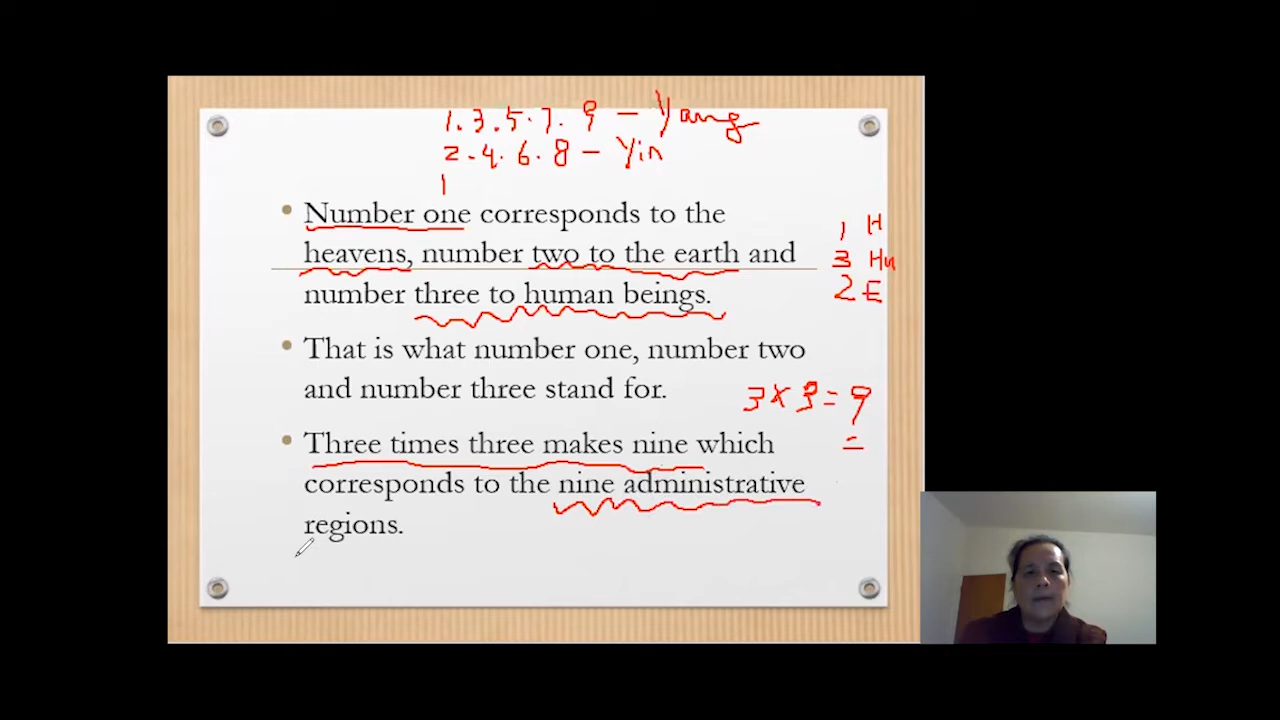 1.3.5.7.9 – Yang
2.4.6.8 – Yin
1
• Number one corresponds to the
heavens, number two to the earth and
number three to human beings.
1 H
3 Hu
2 E
• That is what number one, number two
and number three stand for.
3 x 3 = 9
=
• Three times three makes nine which
corresponds to the nine administrative
regions.